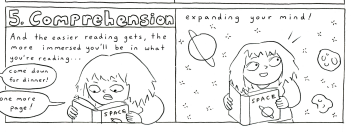 5. Comprehension
And the easier reading gets, the
more immersed you'll be in what
you're reading...
come down
for dinner!
one more
page!
SPACE
expanding your mind!
SPACE